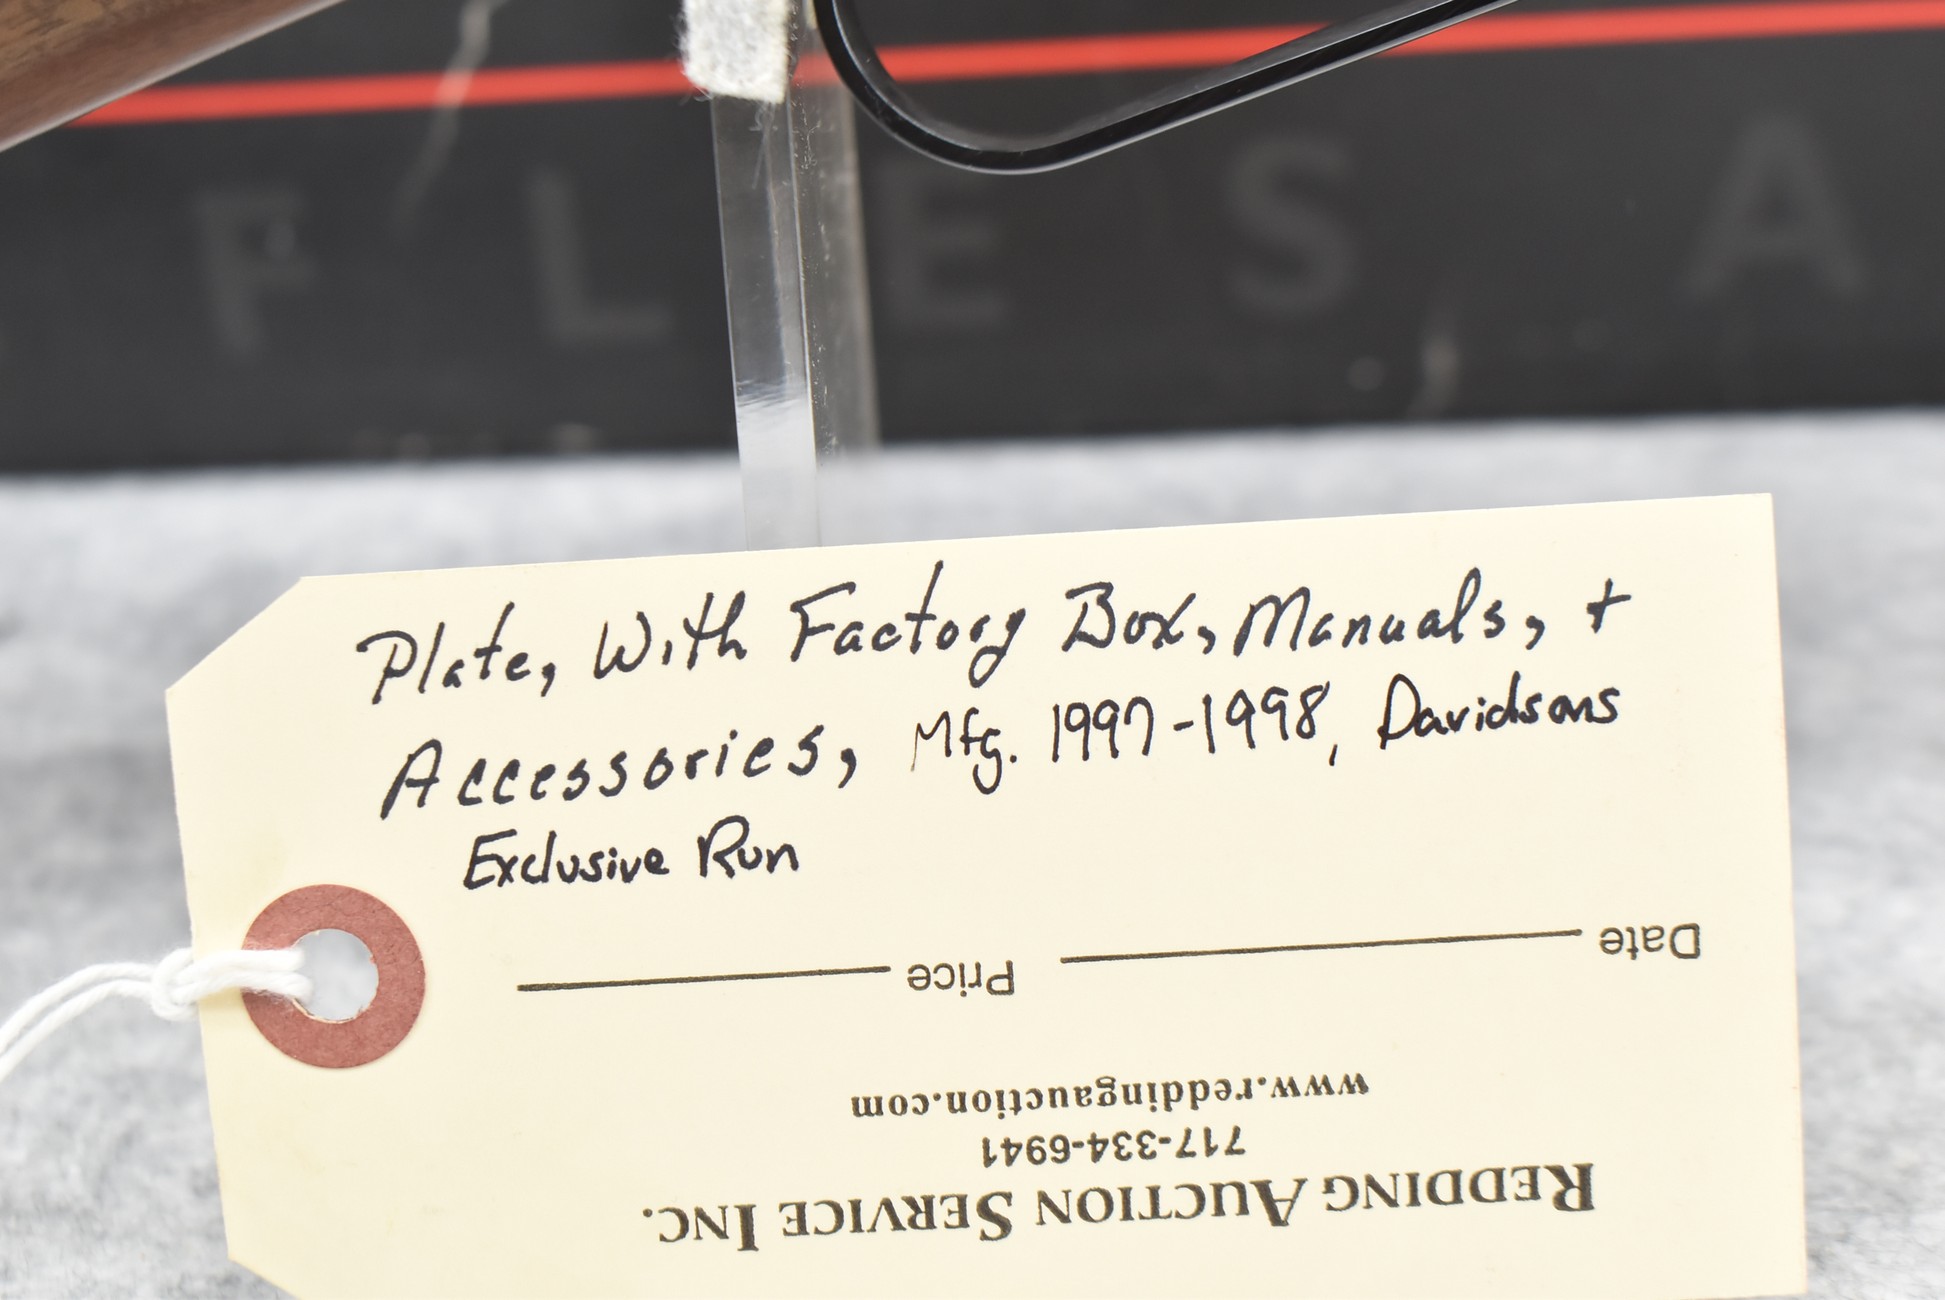 FLES A
Plate, With Factory Box, Manuals, +
Accessories, Mfg. 1997-1998, Davidsons
Exclusive Run
Date
Price
REDDING AUCTION SERVICE INC.
717-334-6941
www.reddingauction.com